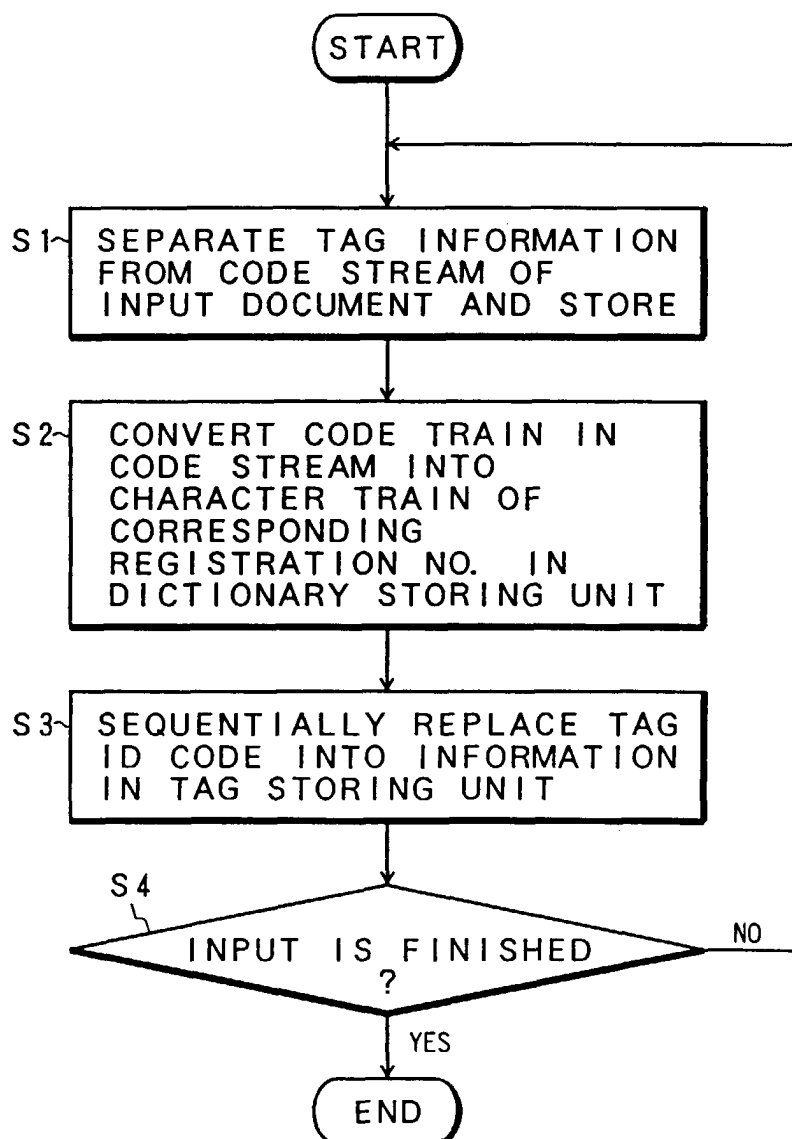 START
S1
SEPARATE TAG INFORMATION
FROM CODE STREAM OF
INPUT DOCUMENT AND STORE
S2
CONVERT CODE TRAIN IN
CODE STREAM INTO
CHARACTER TRAIN OF
CORRESPONDING
REGISTRATION NO. IN
DICTIONARY STORING UNIT
S3
SEQUENTIALLY REPLACE TAG
ID CODE INTO INFORMATION
IN TAG STORING UNIT
S4
INPUT IS FINISHED
?
NO
YES
END